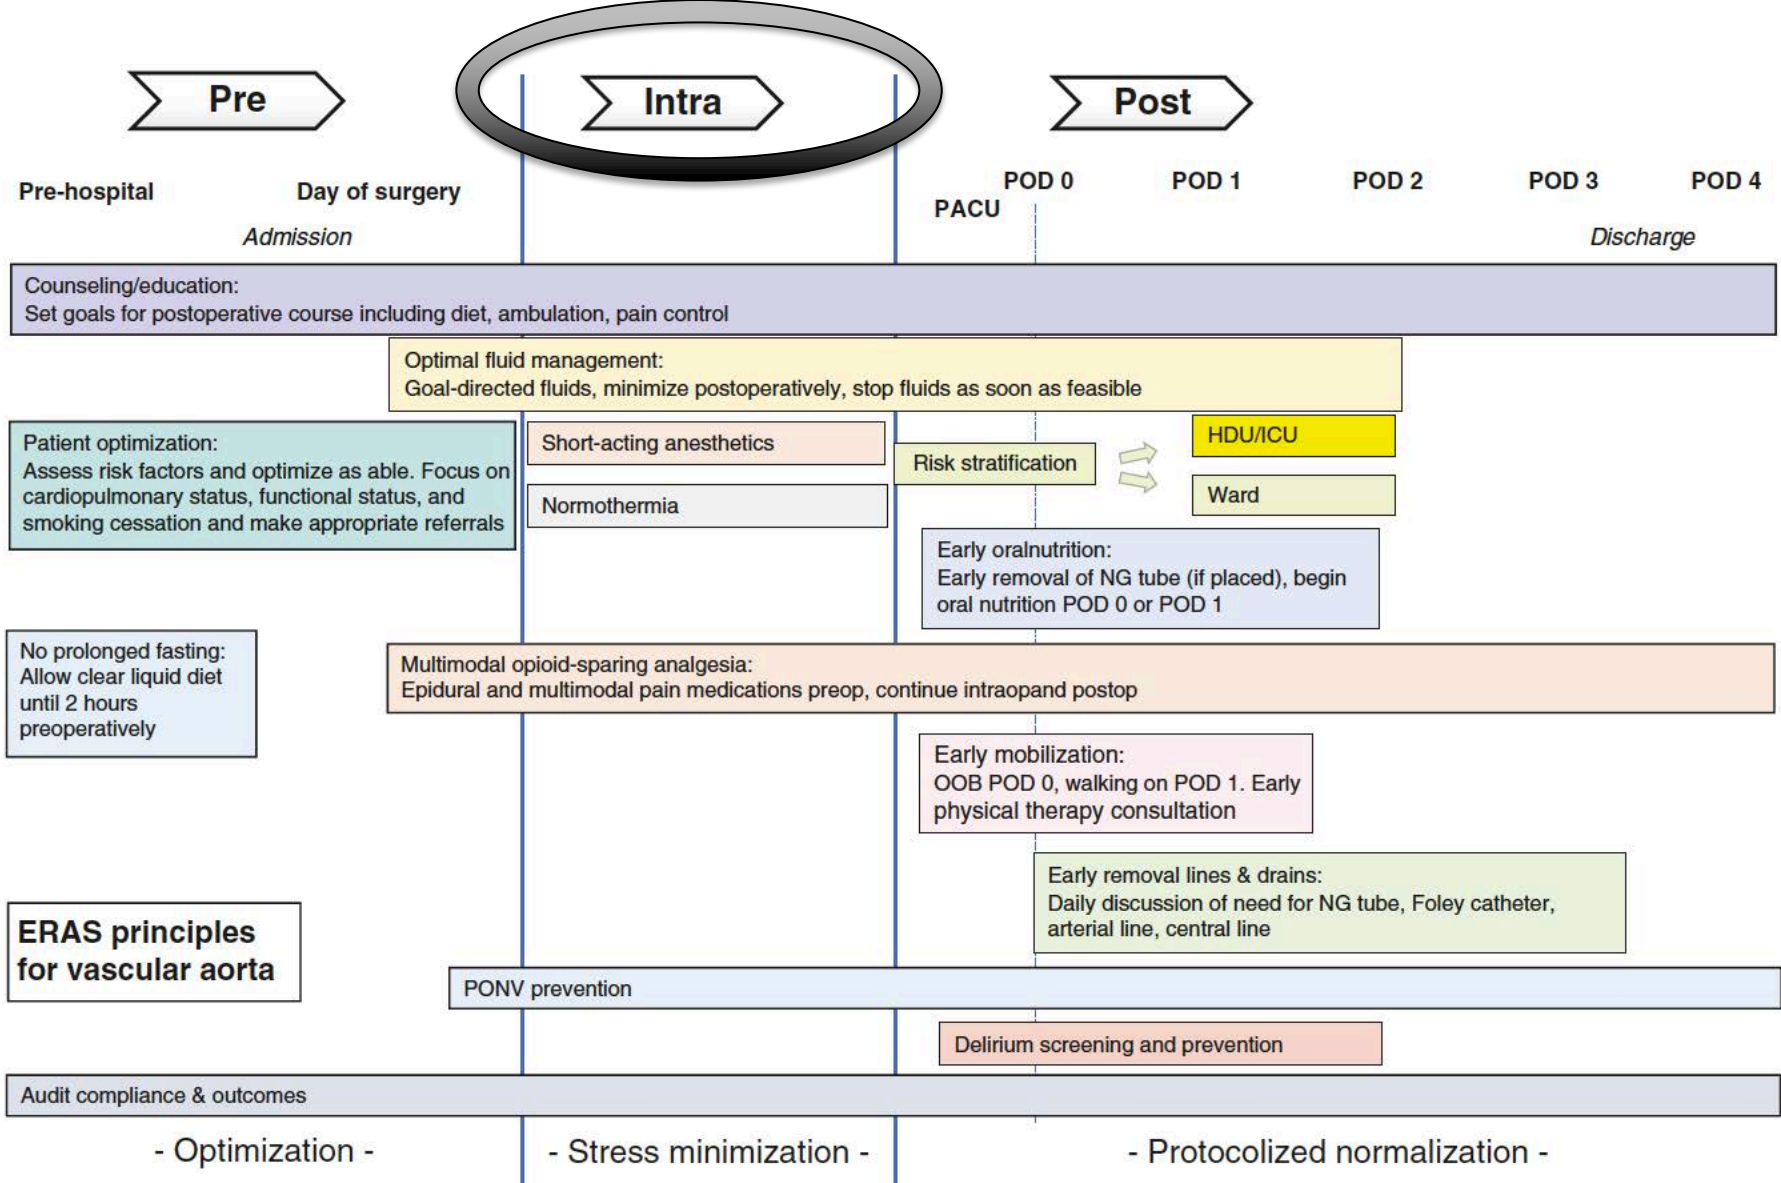 Pre
Intra
Post
Pre-hospital
Day of surgery
Admission
PACU
POD 0
POD 1
POD 2
POD 3
POD 4
Discharge
Counseling/education:
Set goals for postoperative course including diet, ambulation, pain control
Optimal fluid management:
Goal-directed fluids, minimize postoperatively, stop fluids as soon as feasible
Patient optimization:
Assess risk factors and optimize as able. Focus on
cardiopulmonary status, functional status, and
smoking cessation and make appropriate referrals
Short-acting anesthetics
Normothermia
Risk stratification
HDU/ICU
Ward
Early oralnutrition:
Early removal of NG tube (if placed), begin
oral nutrition POD 0 or POD 1
No prolonged fasting:
Allow clear liquid diet
until 2 hours
preoperatively
Multimodal opioid-sparing analgesia:
Epidural and multimodal pain medications preop, continue intraopand postop
Early mobilization:
OOB POD 0, walking on POD 1. Early
physical therapy consultation
Early removal lines & drains:
Daily discussion of need for NG tube, Foley catheter,
arterial line, central line
ERAS principles
for vascular aorta
PONV prevention
Delirium screening and prevention
Audit compliance & outcomes
- Optimization -
- Stress minimization -
- Protocolized normalization -